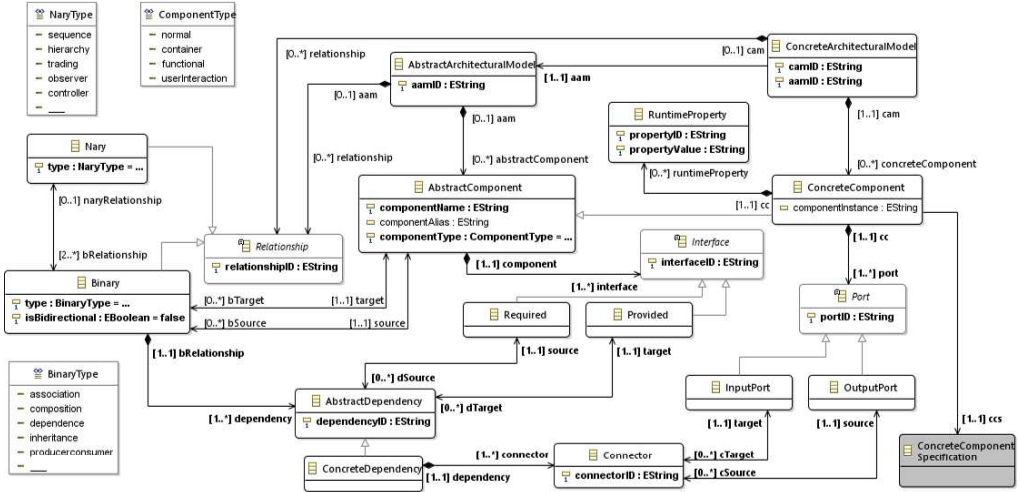 NaryType
sequence
hierarchy
trading
observer
controller
___
ComponentType
normal
container
functional
userInteraction
[0..*] relationship
AbstractArchitecturalModel
aamID : EString
[0..1] aam
[0..1] aam
[1..1] aam
[0..1] cam
ConcreteArchitecturalModel
camID : EString
aamID : EString
[1..1] cam
RuntimeProperty
propertyID : EString
propertyValue : EString
Nary
type : NaryType = ...
[0..*] relationship
[0..*] abstractComponent
[0..*] runtimeProperty
[0..*] concreteComponent
AbstractComponent
componentName : EString
componentAlias : EString
componentType : ComponentType = ...
ConcreteComponent
componentInstance : EString
[1..1] cc
[0..1] naryRelationship
[2..*] bRelationship
Relationship
relationshipID : EString
Interface
interfaceID : EString
[1..1] component
[1..*] interface
[1..1] cc
[1..*] port
Binary
type : BinaryType = ...
isBidirectional : EBoolean = false
[0..*] bTarget
[1..1] target
[0..*] bSource
[1..1] source
Required
Provided
Port
portID : EString
[1..1] bRelationship
[1..1] source
[1..1] target
BinaryType
association
composition
dependence
inheritance
producerconsumer
___
[0..*] dSource
[0..*] dTarget
[1..*] dependency
AbstractDependency
dependencyID : EString
InputPort
OutputPort
[1..1] target
[1..1] source
[1..1] ccs
ConcreteComponent
Specification
ConcreteDependency
[1..*] connector
[1..1] dependency
Connector
connectorID : EString
[0..*] cTarget
[0..*] cSource